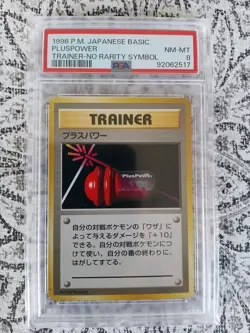 1996 P.M. JAPANESE BASIC
PLUSPOWER NM-MT
TRAINER-NO RARITY SYMBOL 8
PSA 92062517
TRAINER
プラスパワー
PlusPower
自分の対戦ポケモンの「ワザ」に
よって与えるダメージを「+10」
できる。自分の対戦ポケモンにつ
けて使い、自分の番の終わりに、
はがしてすてる。